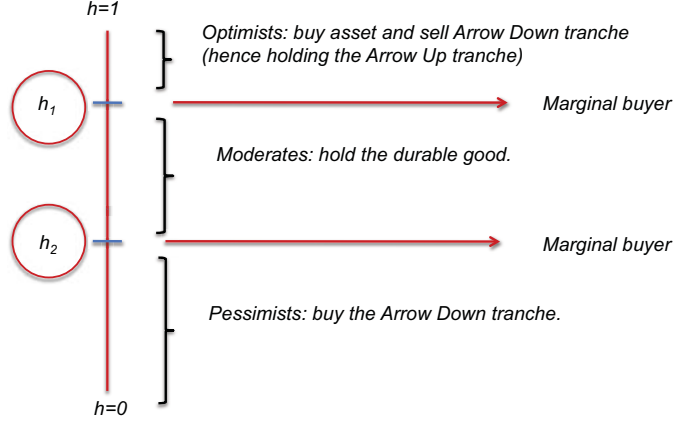 h=1
Optimists: buy asset and sell Arrow Down tranche
(hence holding the Arrow Up tranche)
h1
Marginal buyer
Moderates: hold the durable good.
h2
Marginal buyer
Pessimists: buy the Arrow Down tranche.
h=0